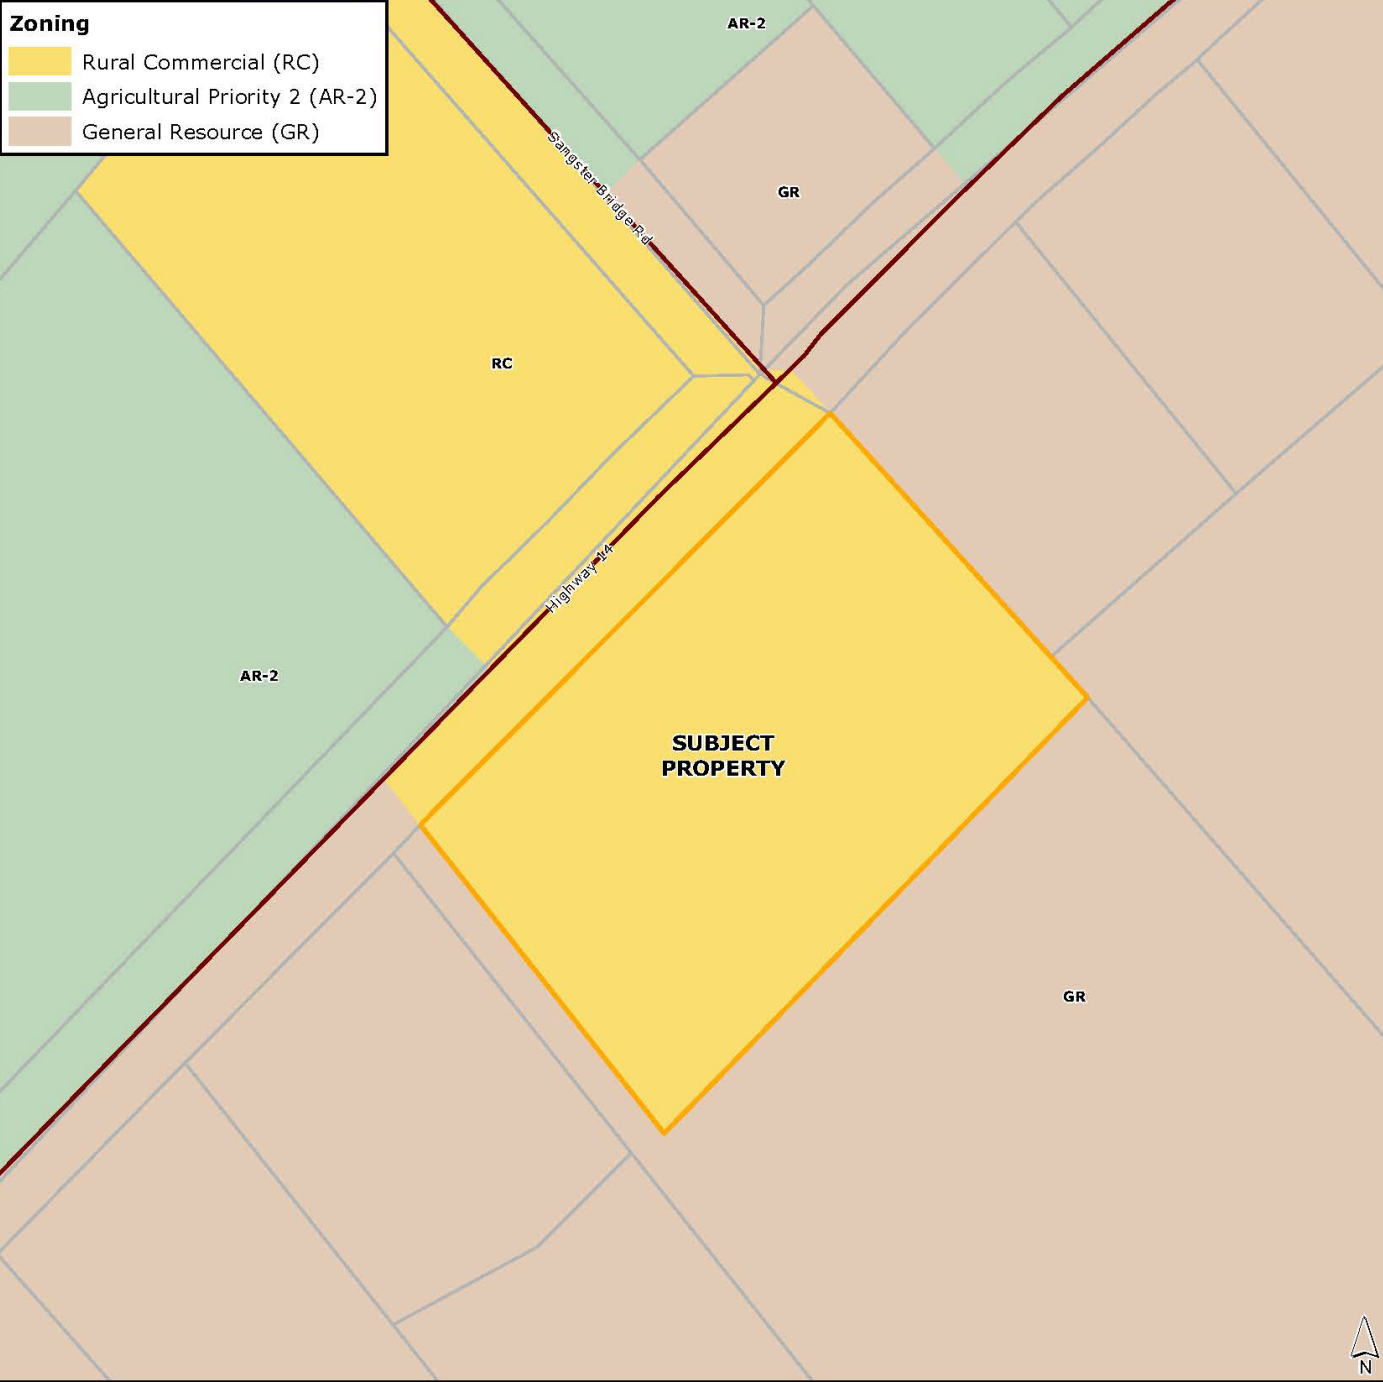 Zoning
Rural Commercial (RC)
Agricultural Priority 2 (AR-2)
General Resource (GR)
AR-2
Sangster Bridge Rd
GR
RC
Highway 14
AR-2
SUBJECT
PROPERTY
GR
N